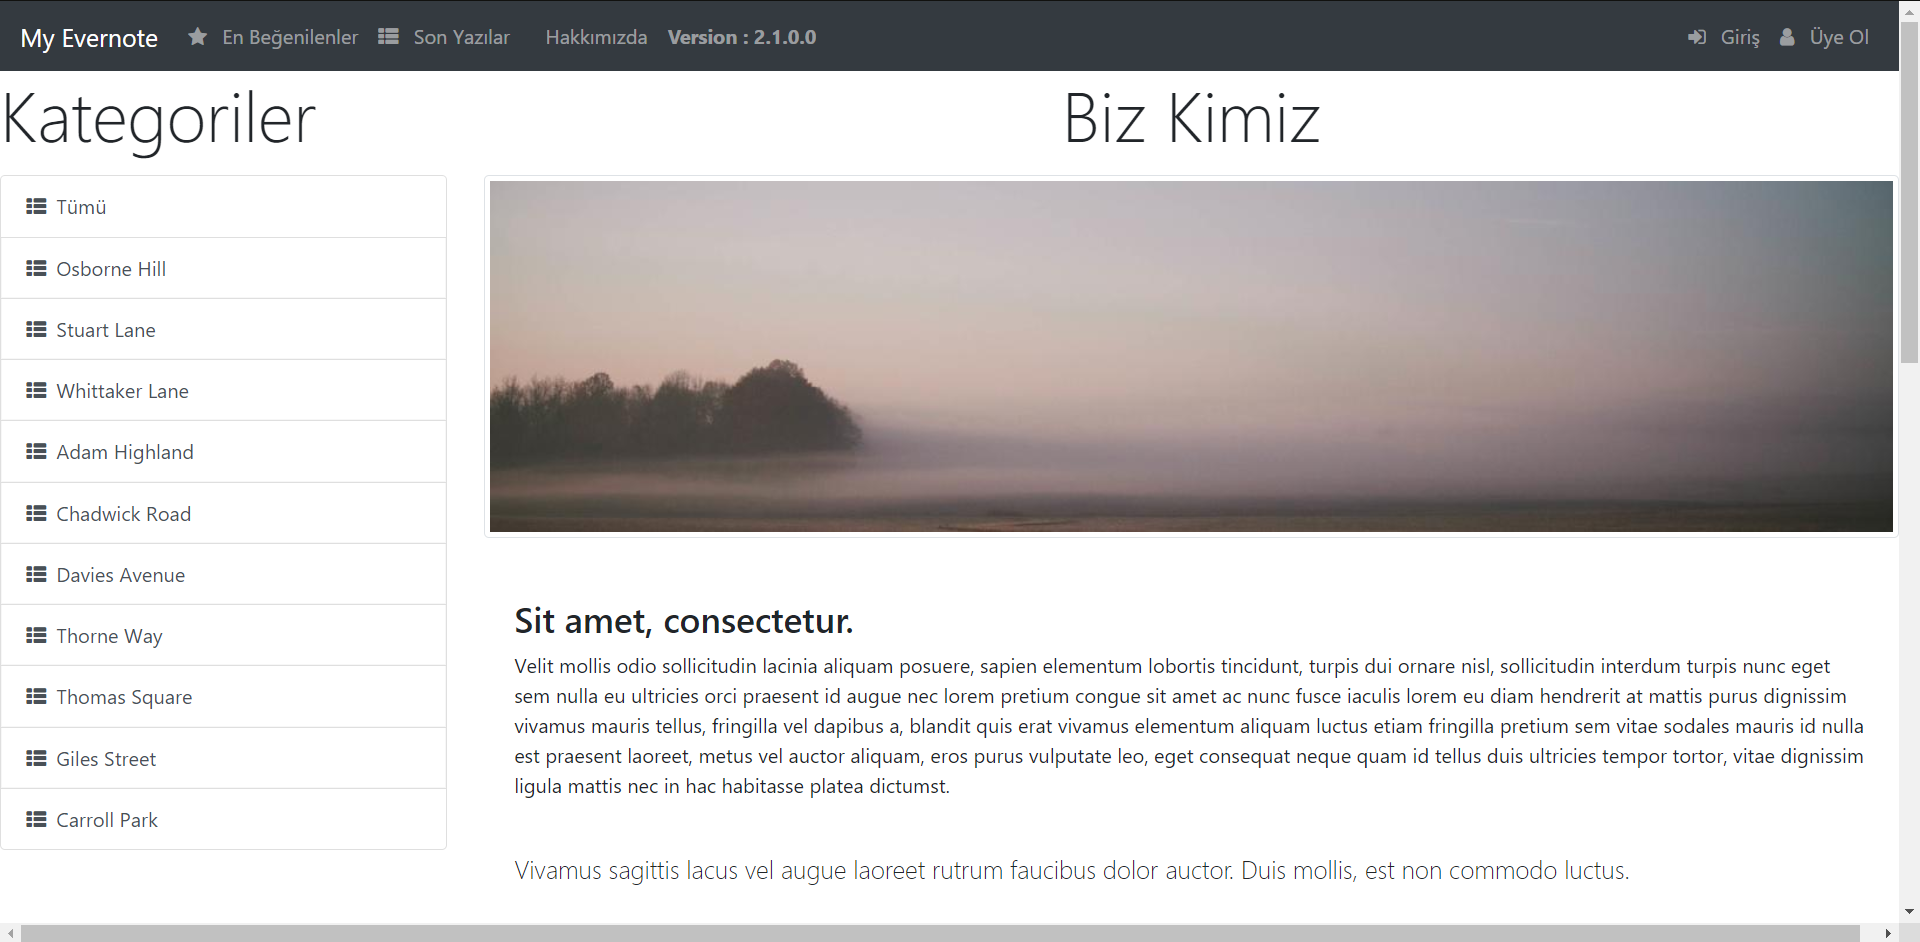 My Evernote En Beğenilenler Son Yazılar Hakkımızda Version : 2.1.0.0 Giriş Üye Ol
Kategoriler
Tümü
Osborne Hill
Stuart Lane
Whittaker Lane
Adam Highland
Chadwick Road
Davies Avenue
Thorne Way
Thomas Square
Giles Street
Carroll Park
Biz Kimiz
Sit amet, consectetur.
Velit mollis odio sollicitudin lacinia aliquam posuere, sapien elementum lobortis tincidunt, turpis dui ornare nisl, sollicitudin interdum turpis nunc eget
sem nulla eu ultricies orci praesent id augue nec lorem pretium congue sit amet ac nunc fusce iaculis lorem eu diam hendrerit at mattis purus dignissim
vivamus mauris tellus, fringilla vel dapibus a, blandit quis erat vivamus elementum aliquam luctus etiam fringilla pretium sem vitae sodales mauris id nulla
est praesent laoreet, metus vel auctor aliquam, eros purus vulputate leo, eget consequat neque quam id tellus duis ultricies tempor tortor, vitae dignissim
ligula mattis nec in hac habitasse platea dictumst.
Vivamus sagittis lacus vel augue laoreet rutrum faucibus dolor auctor. Duis mollis, est non commodo luctus.